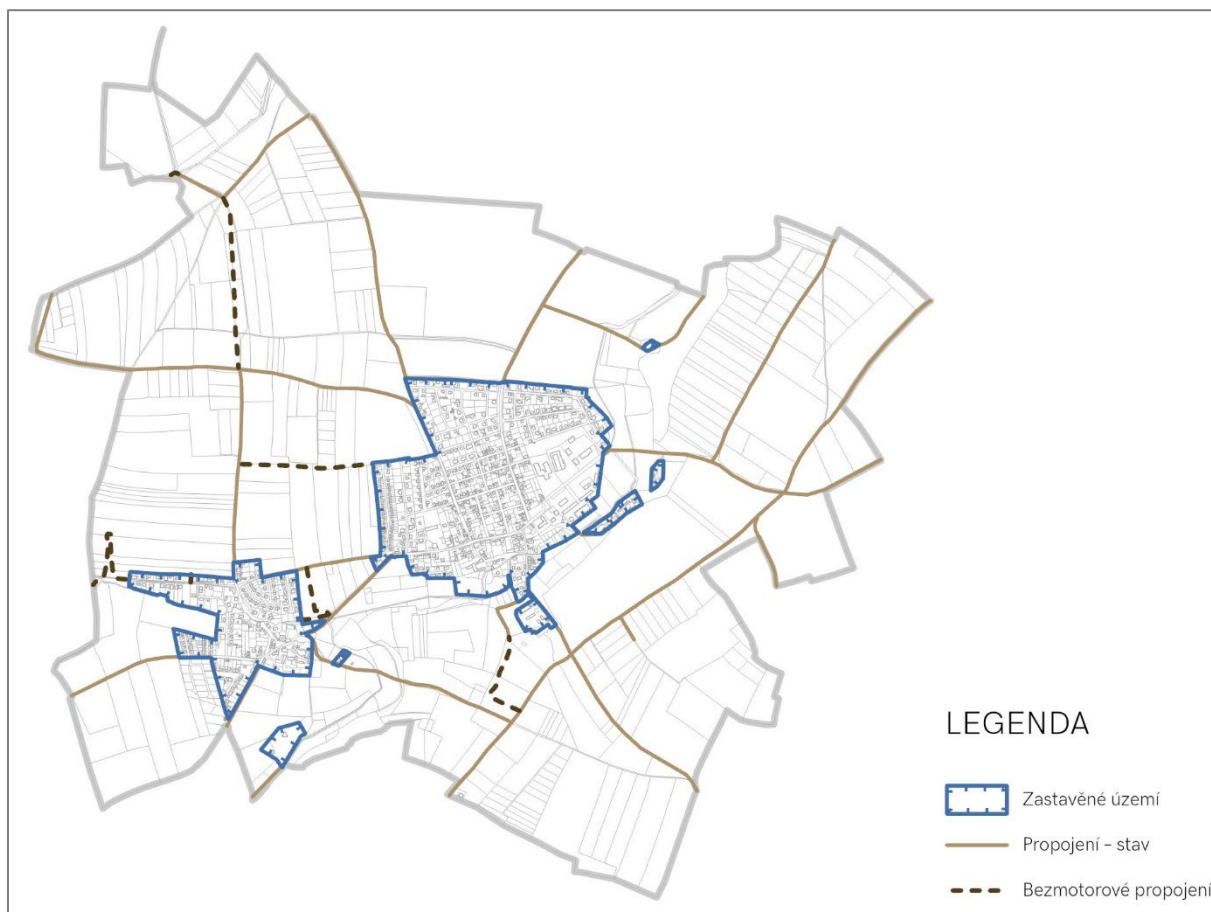 LEGENDA
Zastavěné území
Propojení – stav
Bezmotorové propojení